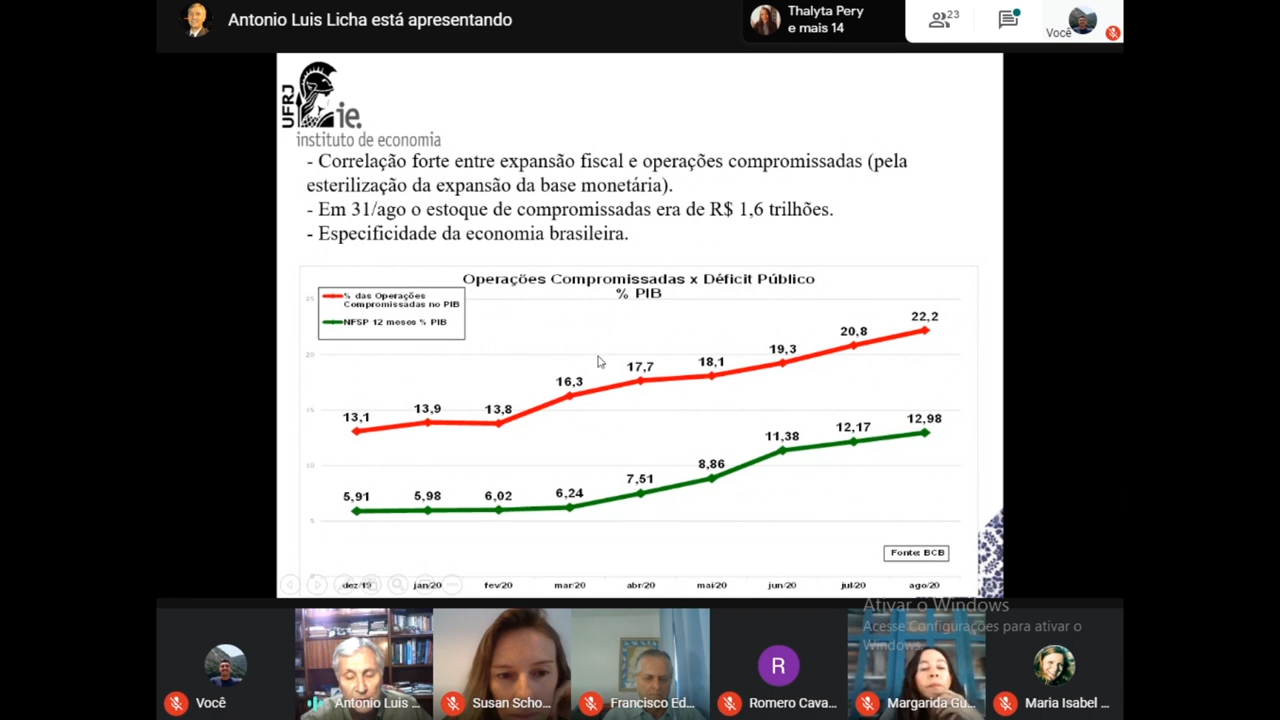 Antonio Luis Licha está apresentando
Thalyta Pery
e mais 14
23
Você
UFRJ
ie.
instituto de economia
- Correlação forte entre expansão fiscal e operações compromissadas (pela
esterilização da expansão da base monetária).
- Em 31/ago o estoque de compromissadas era de R$ 1,6 trilhões.
- Especificidade da economia brasileira.
Operações Compromissadas x Déficit Público
% PIB
% das Operações
Compromissadas no PIB
NFSP 12 meses % PIB
25
20
15
10
5
13,1
13,9
13,8
16,3
17,7
18,1
19,3
20,8
22,2
5,91
5,98
6,02
6,24
7,51
8,86
11,38
12,17
12,98
Fonte: BCB
dez/19
jan/20
fev/20
mar/20
abr/20
mai/20
jun/20
jul/20
ago/20
Ativar o Windows
Acesse Configurações para ativar o
Windows.
R
Você
Antonio Luis ...
Susan Scho...
Francisco Ed...
Romero Cava...
Margarida Gu...
Maria Isabel ...